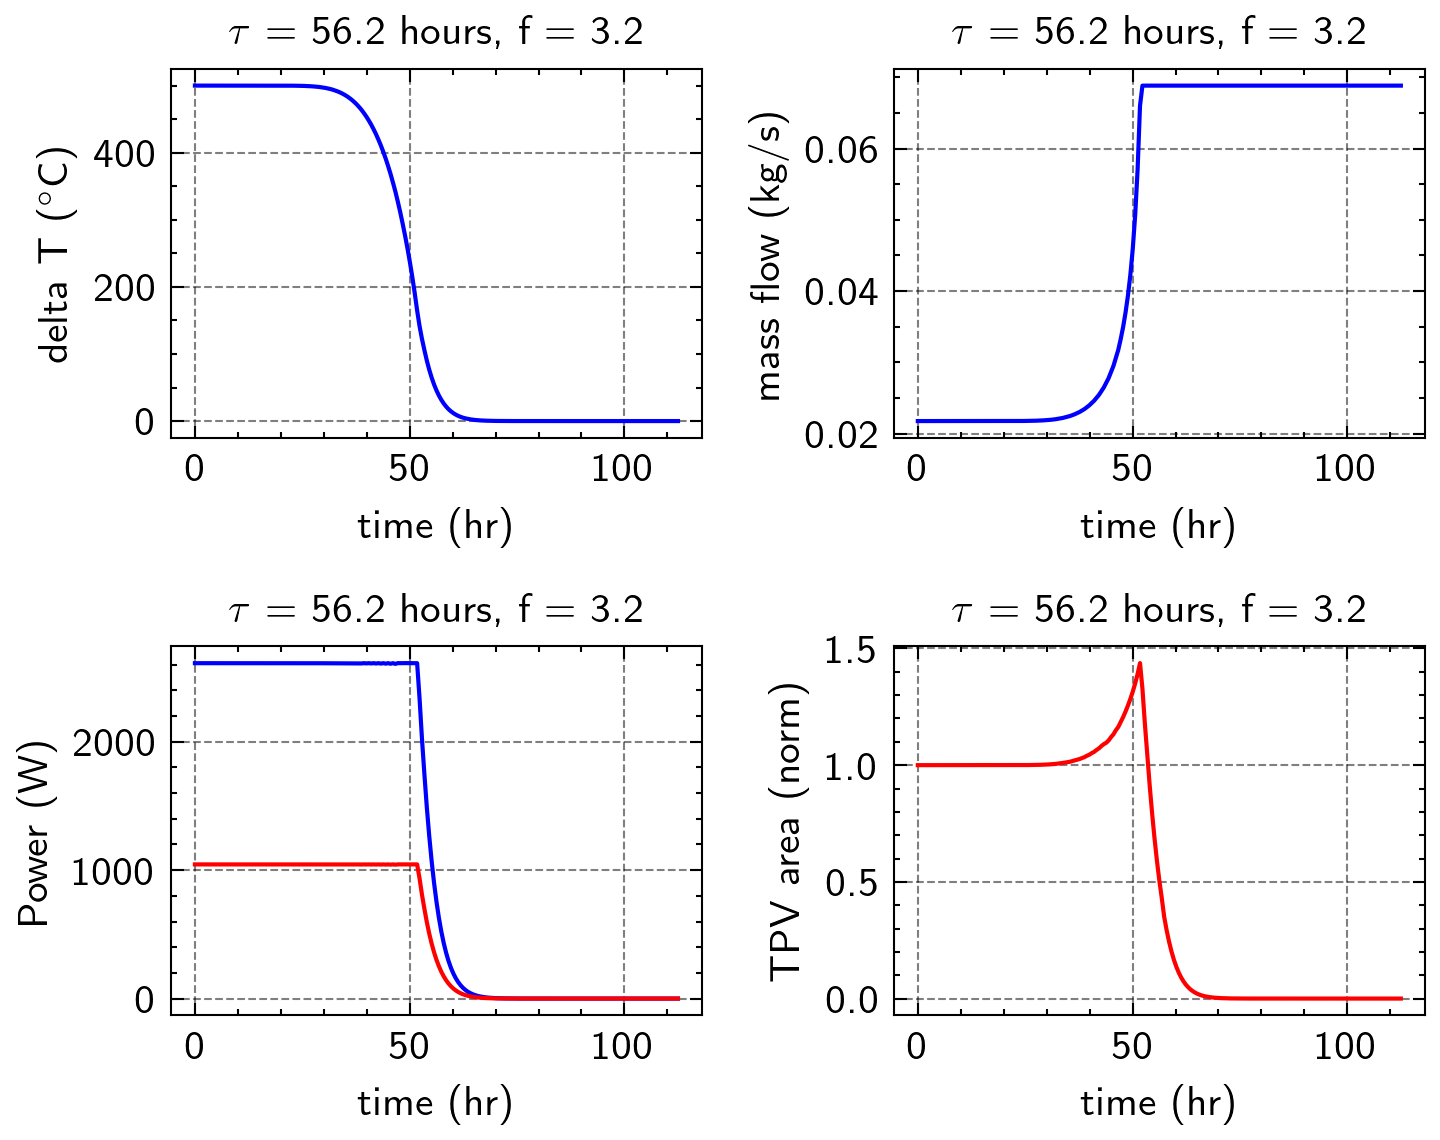 τ = 56.2 hours, f = 3.2
delta T (°C)
400
200
0
0 50 100
time (hr)
τ = 56.2 hours, f = 3.2
mass flow (kg/s)
0.06
0.04
0.02
0 50 100
time (hr)
τ = 56.2 hours, f = 3.2
Power (W)
2000
1000
0
0 50 100
time (hr)
τ = 56.2 hours, f = 3.2
TPV area (norm)
1.5
1.0
0.5
0.0
0 50 100
time (hr)